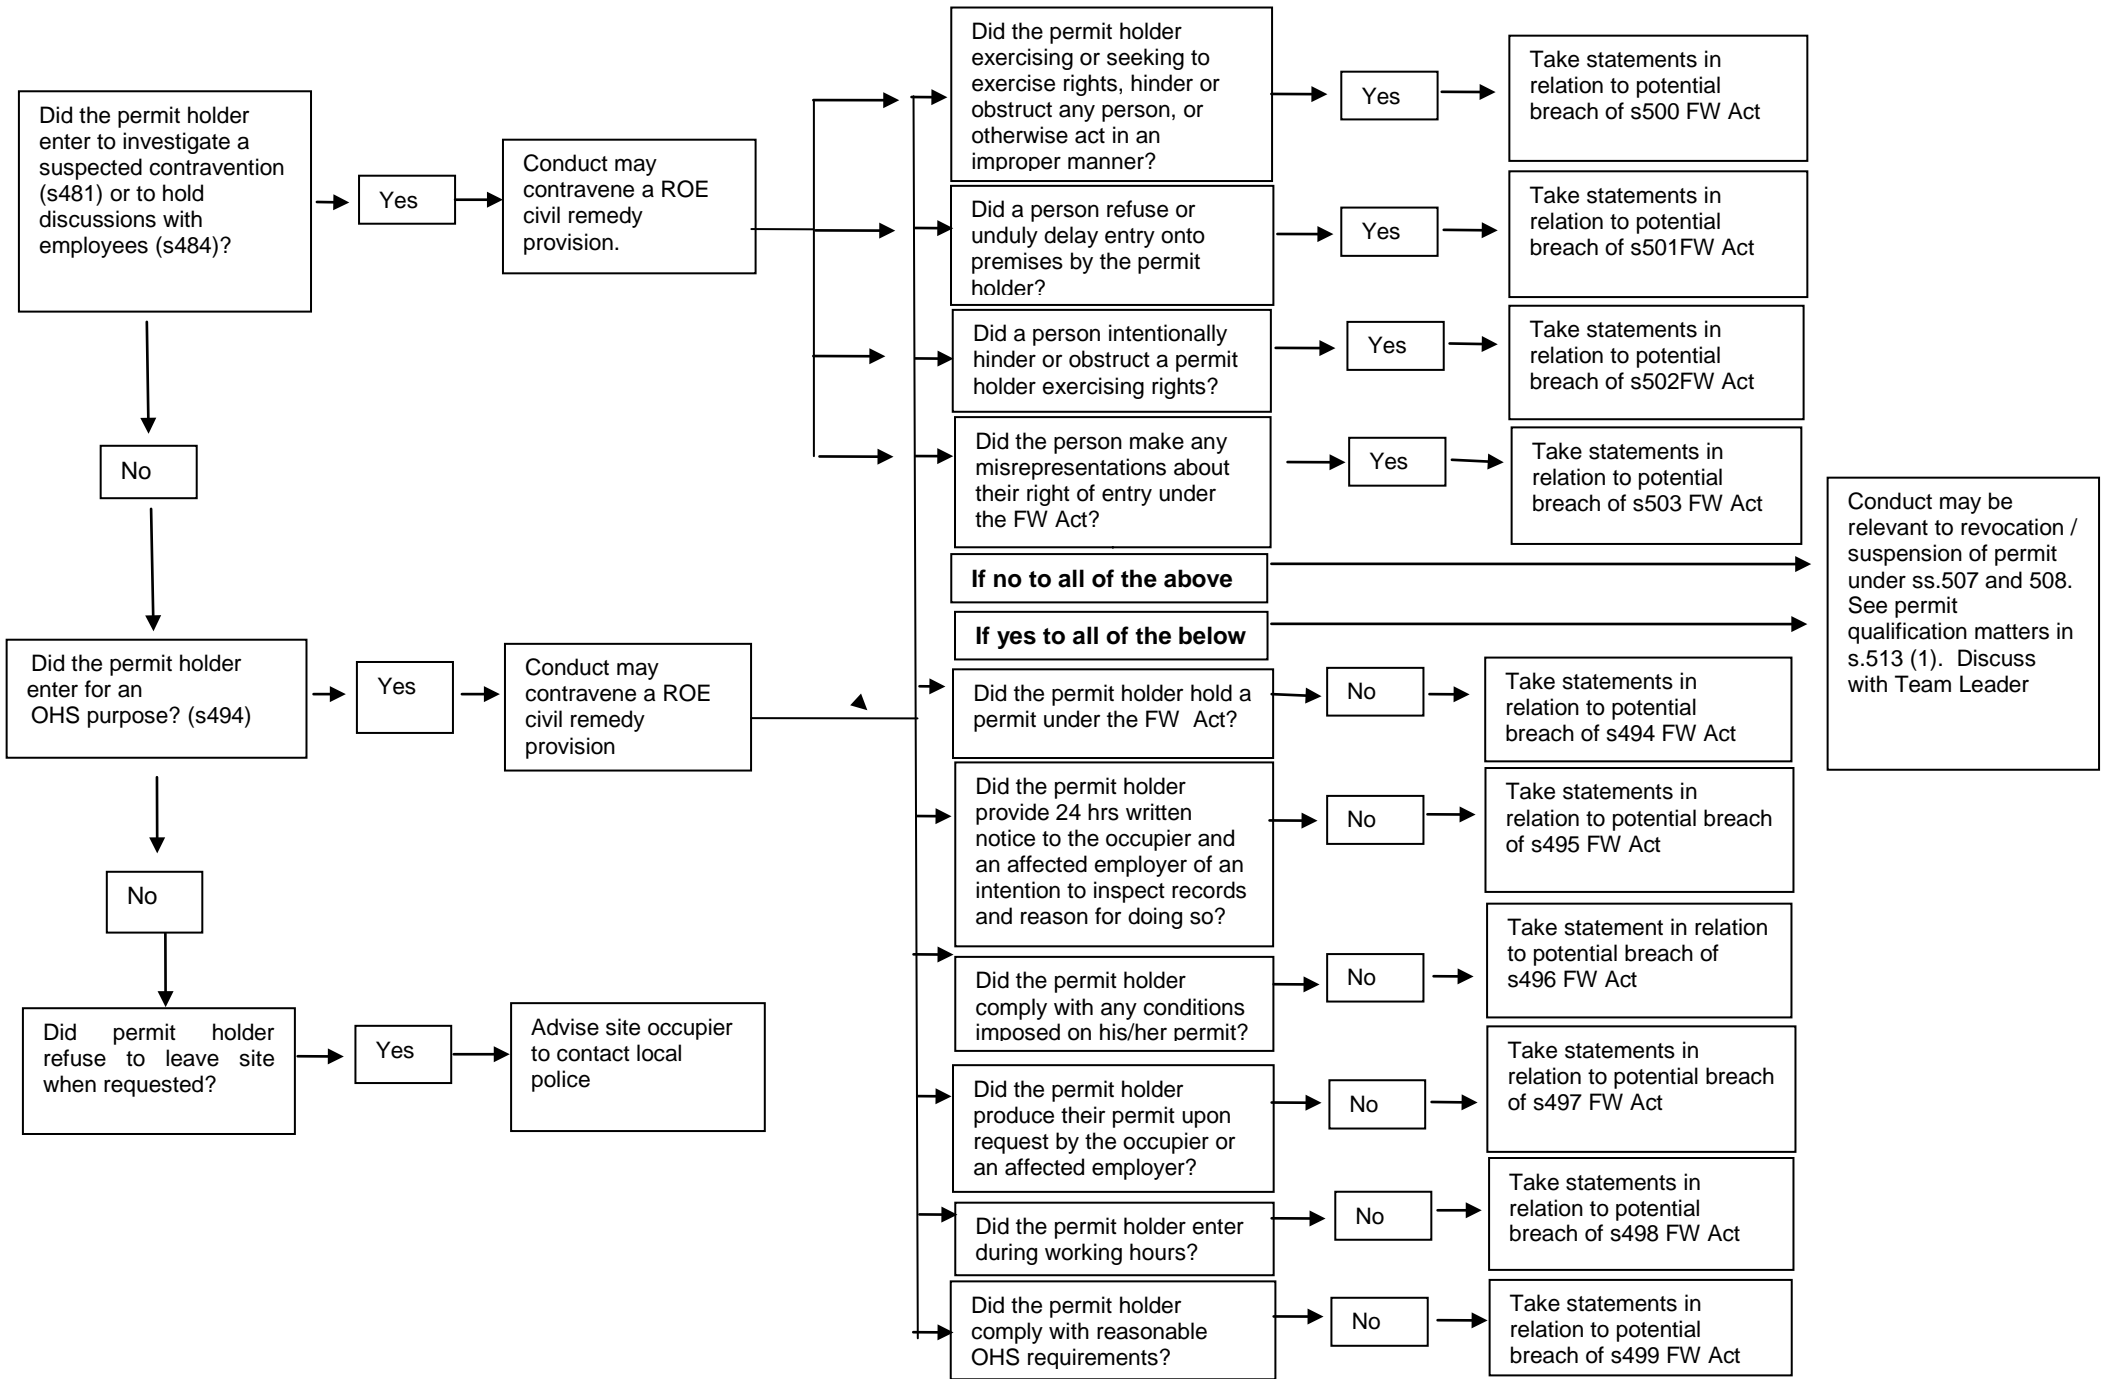 Did the permit holder
enter to investigate a
suspected contravention
(s481) or to hold
discussions with
employees (s484)?
Yes
Conduct may
contravene a ROE
civil remedy
provision.
Did the permit holder
exercising or seeking to
exercise rights, hinder or
obstruct any person, or
otherwise act in an
improper manner?
Yes
Take statements in
relation to potential
breach of s500 FW Act
Did a person refuse or
unduly delay entry onto
premises by the permit
holder?
Yes
Take statements in
relation to potential
breach of s501FW Act
Did a person intentionally
hinder or obstruct a permit
holder exercising rights?
Yes
Take statements in
relation to potential
breach of s502FW Act
Did the person make any
misrepresentations about
their right of entry under
the FW Act?
Yes
Take statements in
relation to potential
breach of s503 FW Act
If no to all of the above
If yes to all of the below
Conduct may be
relevant to revocation /
suspension of permit
under ss.507 and 508.
See permit
qualification matters in
s.513 (1).  Discuss
with Team Leader
No
Did the permit holder
enter for an
OHS purpose? (s494)
Yes
Conduct may
contravene a ROE
civil remedy
provision
Did the permit holder hold a
permit under the FW  Act?
No
Take statements in
relation to potential
breach of s494 FW Act
Did the permit holder
provide 24 hrs written
notice to the occupier and
an affected employer of an
intention to inspect records
and reason for doing so?
No
Take statements in
relation to potential breach
of s495 FW Act
Did the permit holder
comply with any conditions
imposed on his/her permit?
No
Take statement in relation
to potential breach of
s496 FW Act
Did the permit holder
produce their permit upon
request by the occupier or
an affected employer?
No
Take statements in
relation to potential breach
of s497 FW Act
Did the permit holder enter
during working hours?
No
Take statements in
relation to potential
breach of s498 FW Act
Did the permit holder
comply with reasonable
OHS requirements?
No
Take statements in
relation to potential
breach of s499 FW Act
No
Did permit holder
refuse to leave site
when requested?
Yes
Advise site occupier
to contact local
police